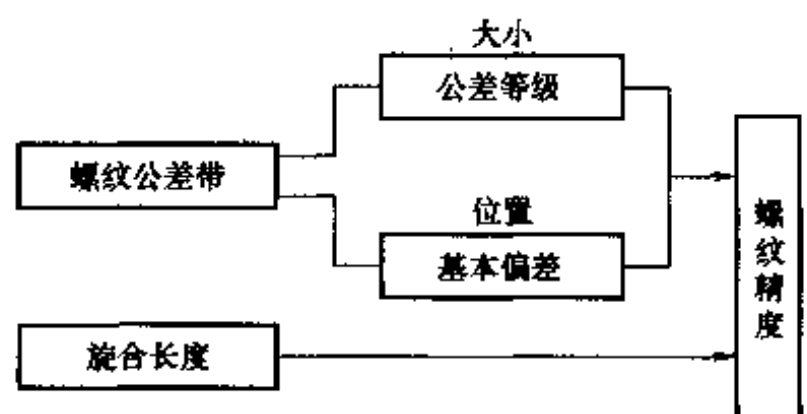 大小
公差等级
螺纹公差带
位置
基本偏差
旋合长度
螺纹精度